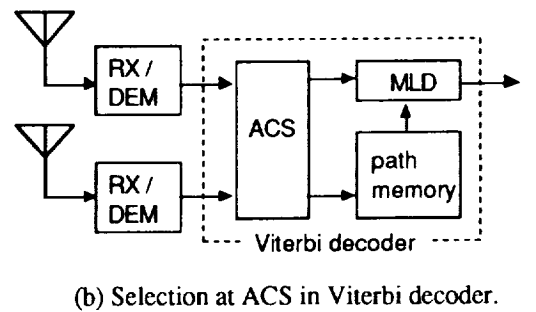 RX /
DEM
ACS
MLD
RX /
DEM
path
memory
Viterbi decoder
(b) Selection at ACS in Viterbi decoder.